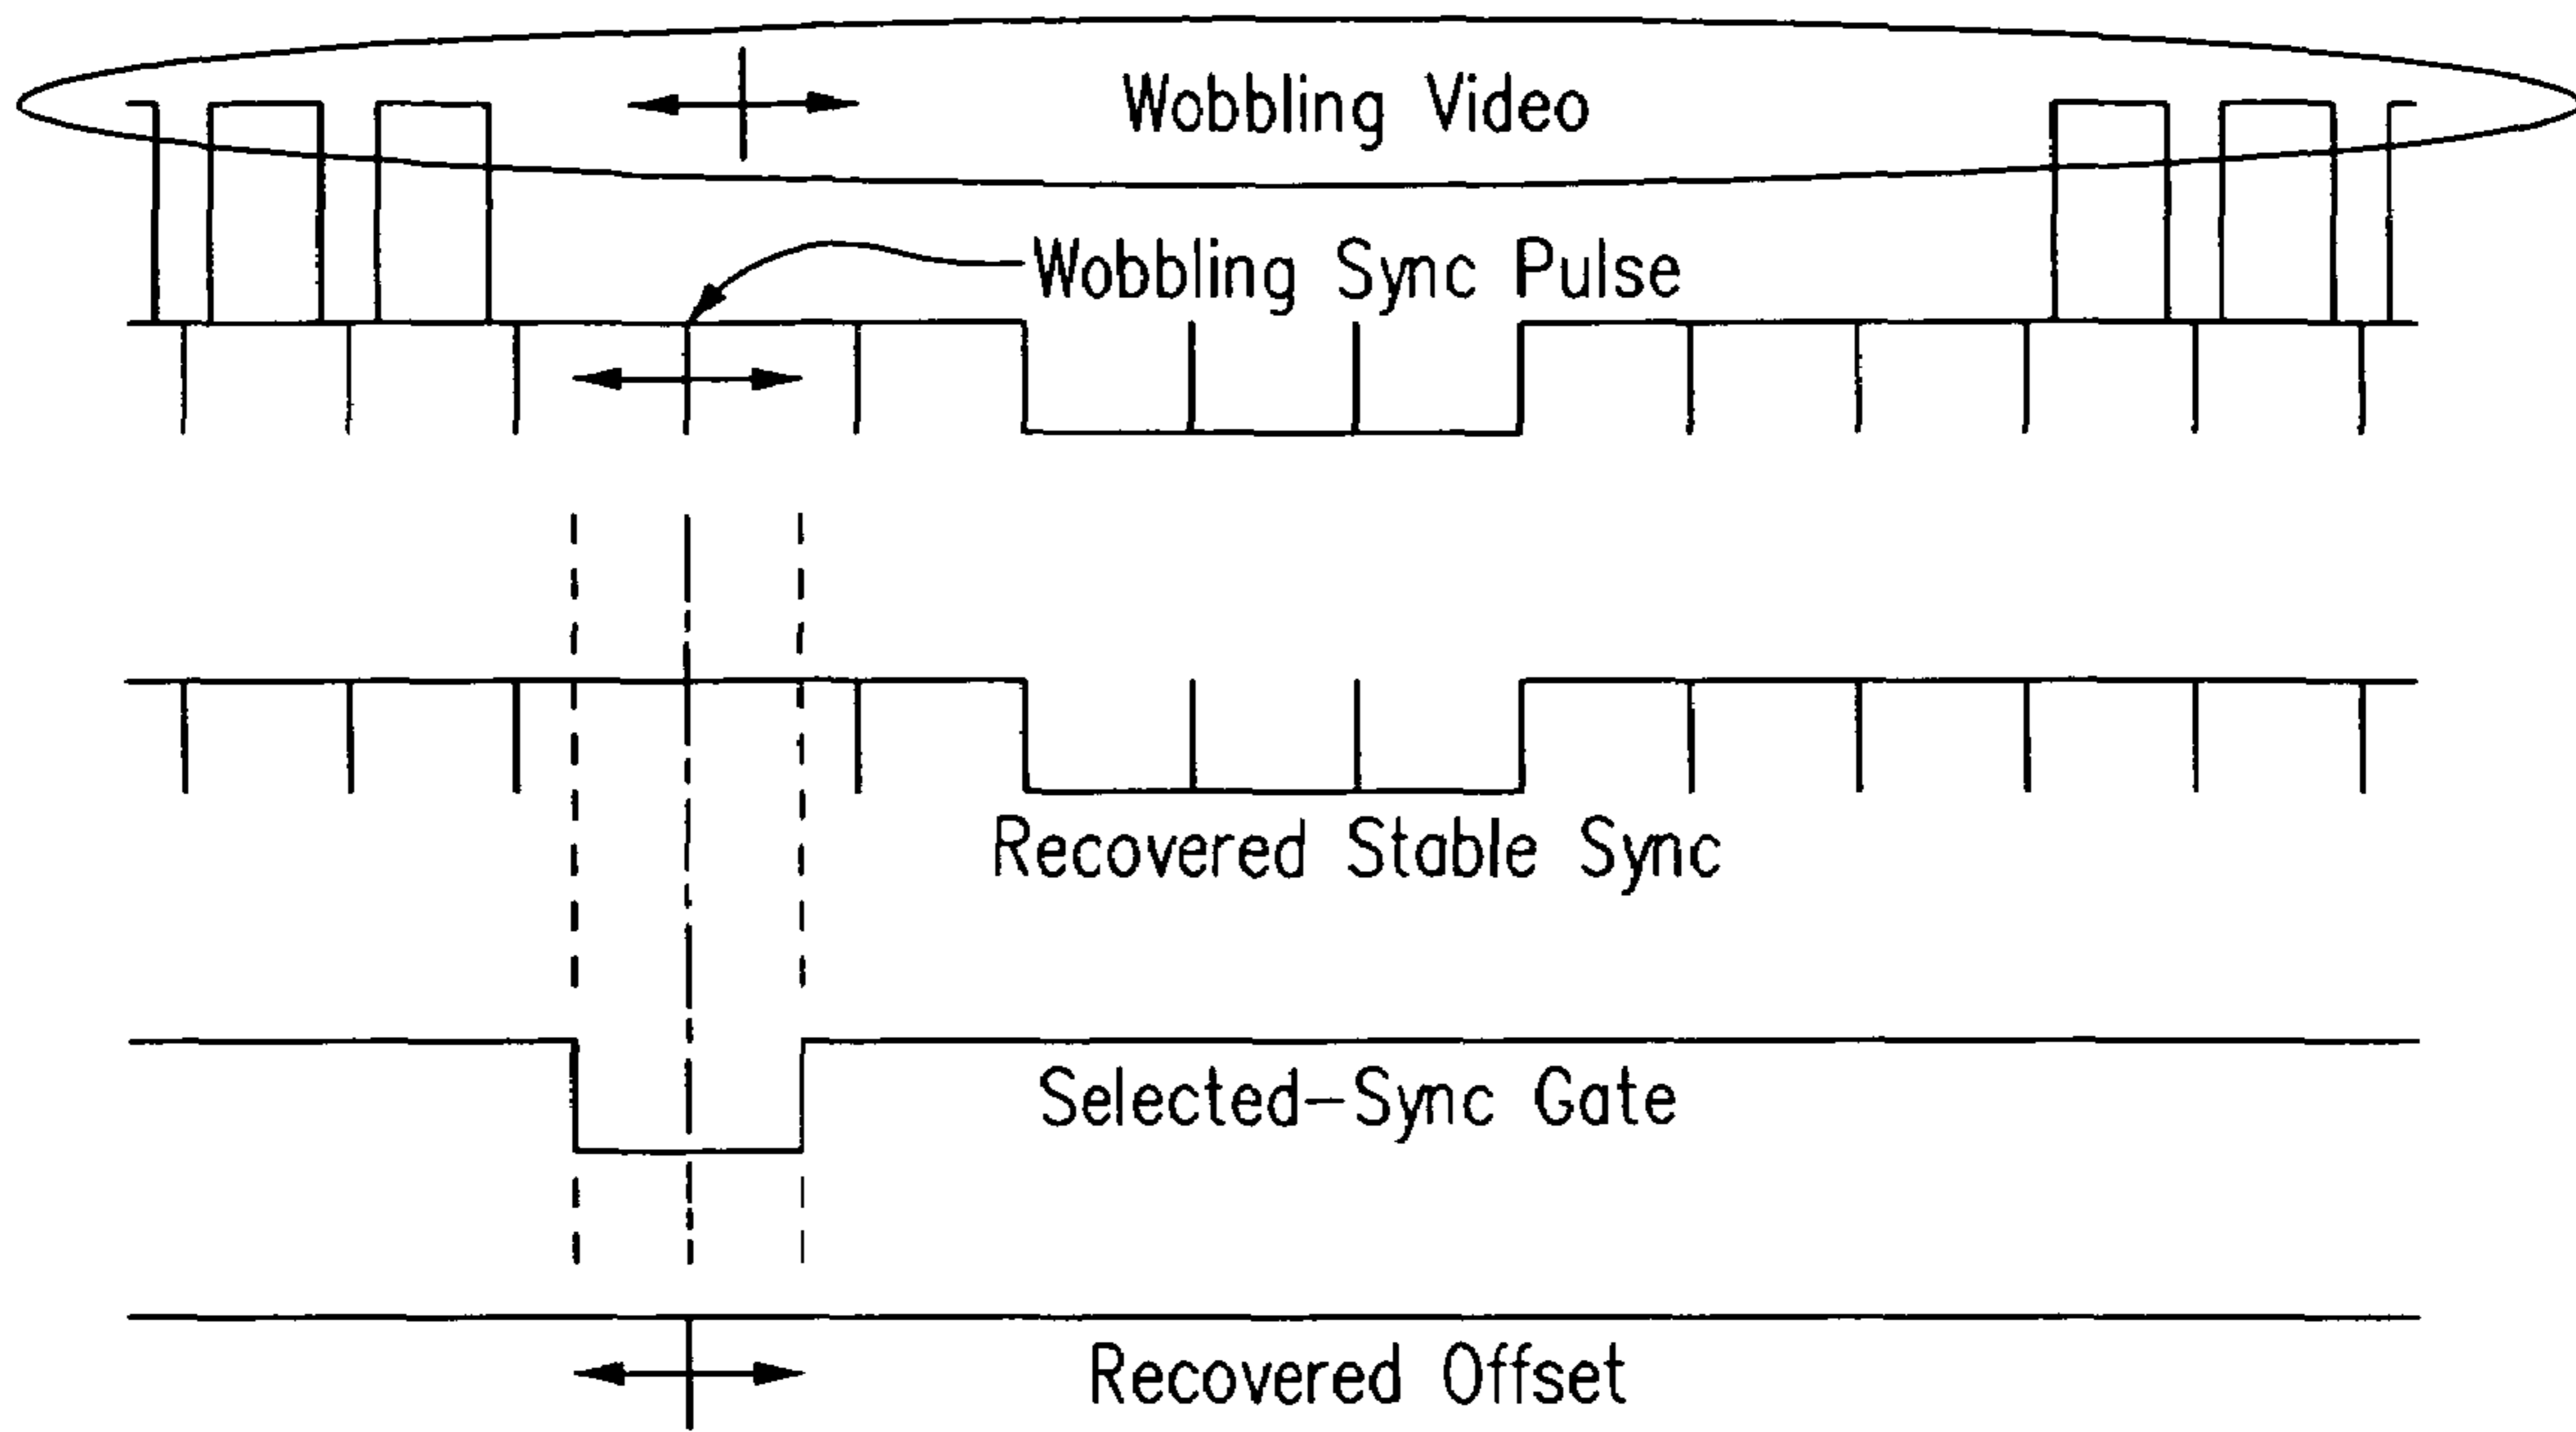 Wobbling Video
Wobbling Sync Pulse
Recovered Stable Sync
Selected-Sync Gate
Recovered Offset